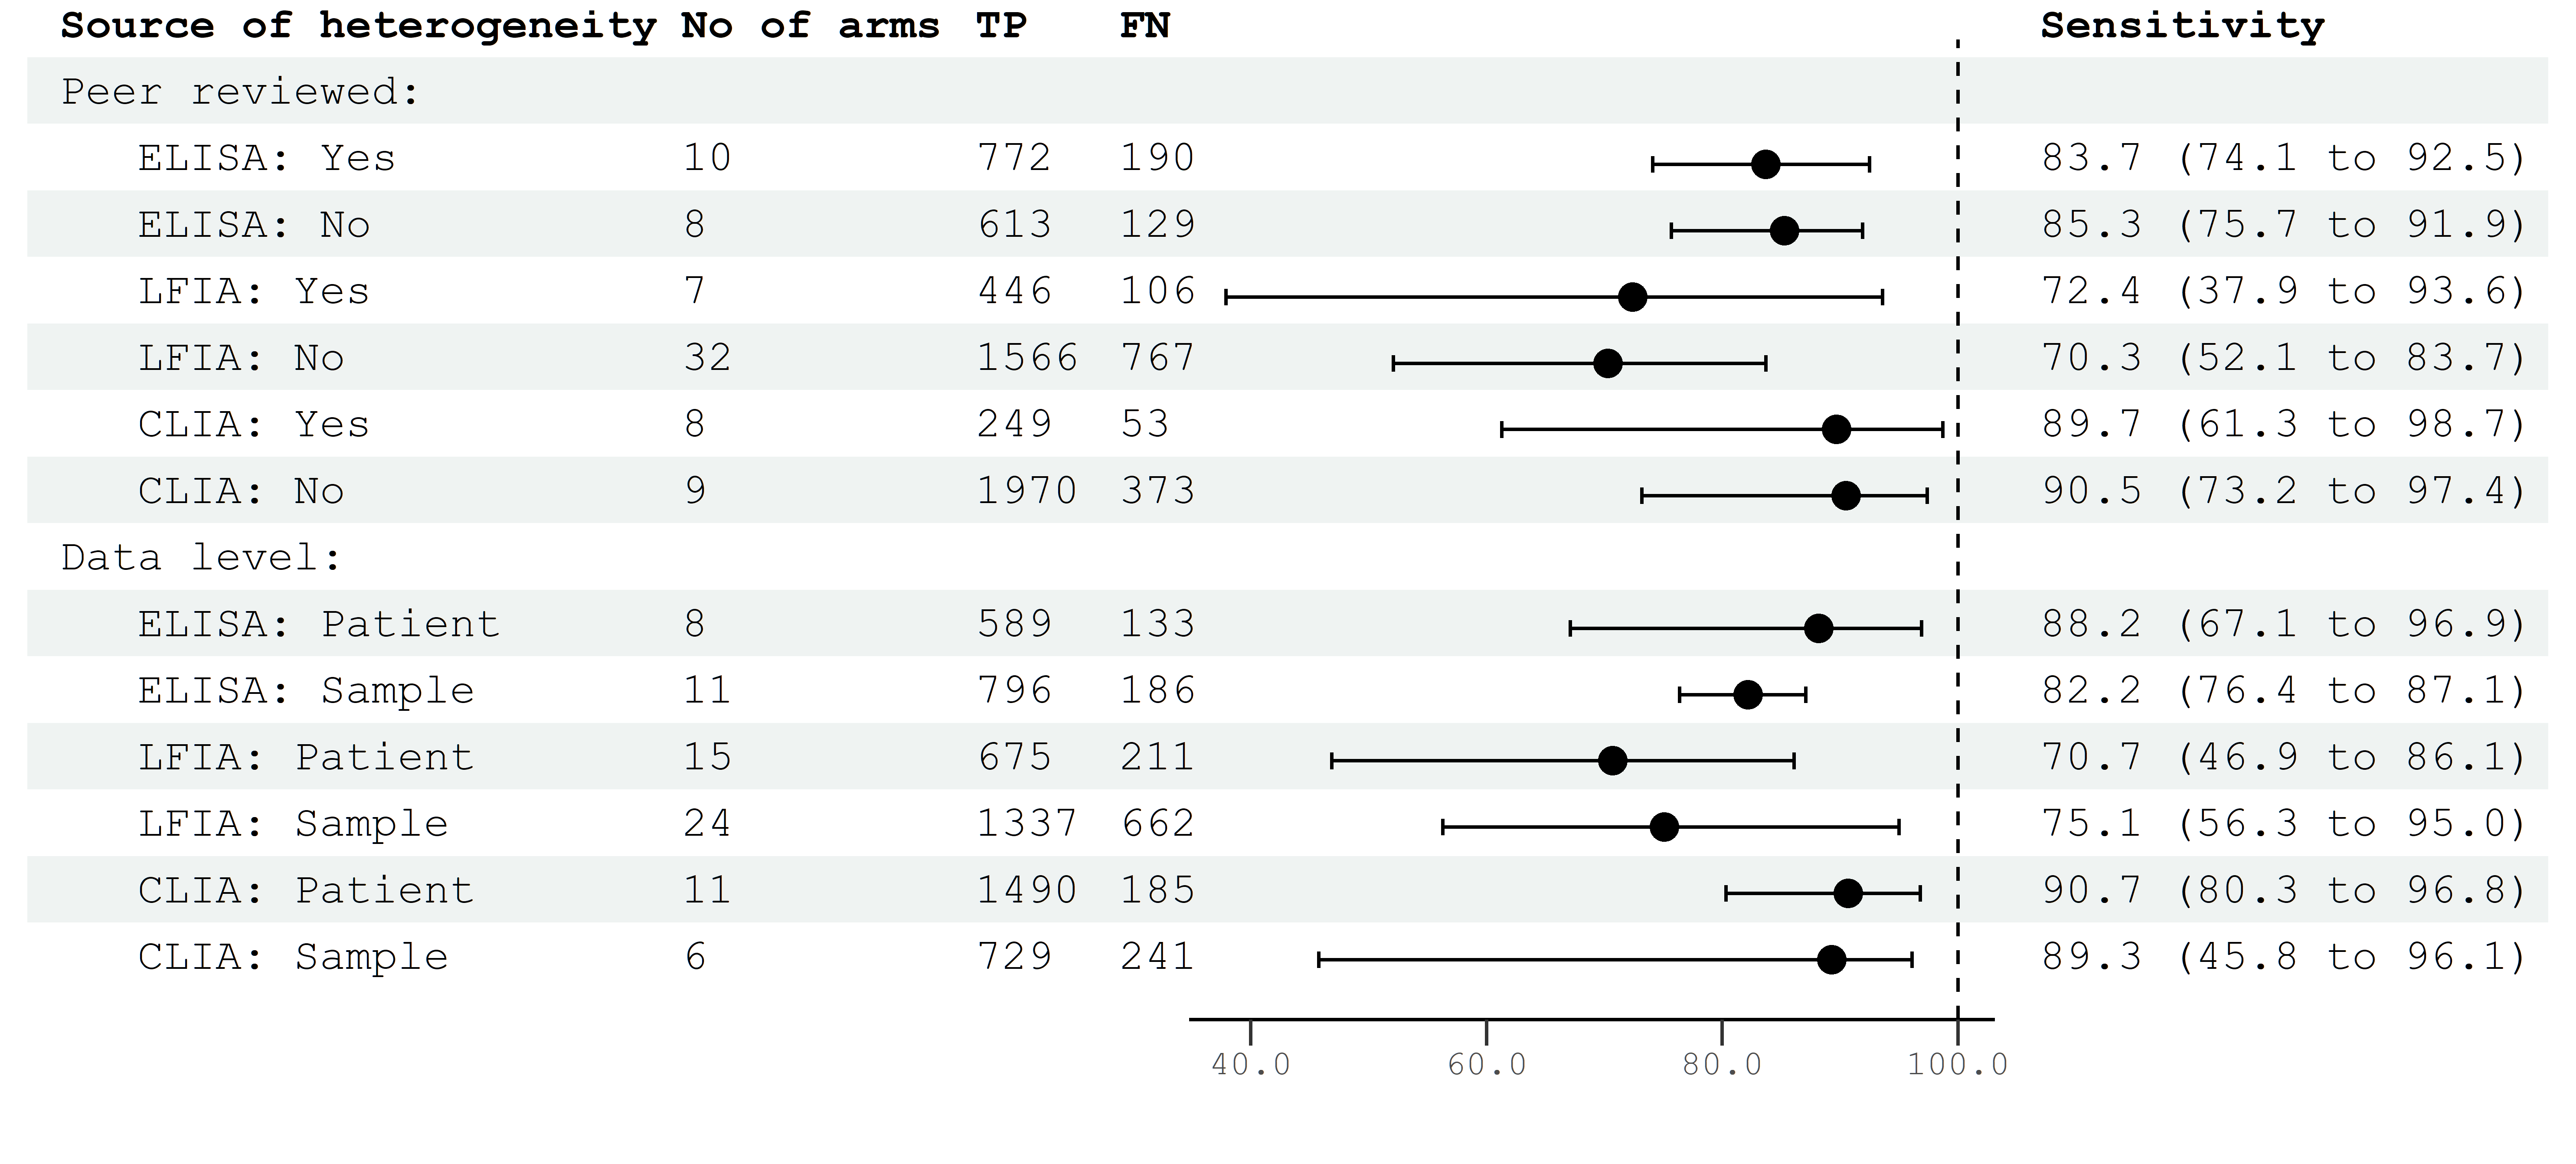 Source of heterogeneity No of arms TP FN Sensitivity
Peer reviewed:
ELISA: Yes 10 772 190 83.7 (74.1 to 92.5)
ELISA: No 8 613 129 85.3 (75.7 to 91.9)
LFIA: Yes 7 446 106 72.4 (37.9 to 93.6)
LFIA: No 32 1566 767 70.3 (52.1 to 83.7)
CLIA: Yes 8 249 53 89.7 (61.3 to 98.7)
CLIA: No 9 1970 373 90.5 (73.2 to 97.4)
Data level:
ELISA: Patient 8 589 133 88.2 (67.1 to 96.9)
ELISA: Sample 11 796 186 82.2 (76.4 to 87.1)
LFIA: Patient 15 675 211 70.7 (46.9 to 86.1)
LFIA: Sample 24 1337 662 75.1 (56.3 to 95.0)
CLIA: Patient 11 1490 185 90.7 (80.3 to 96.8)
CLIA: Sample 6 729 241 89.3 (45.8 to 96.1)
40.0 60.0 80.0 100.0